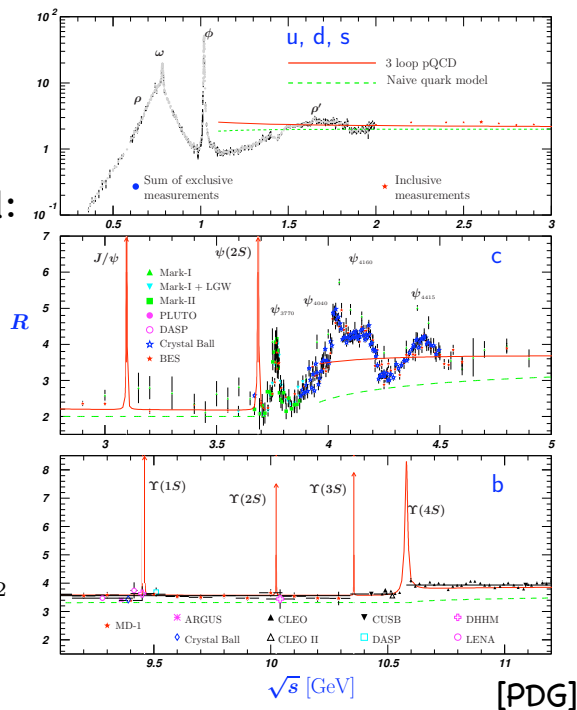 u, d, s
10²
ϕ
ω
3 loop pQCD
Naive quark model
10
ρ
ρ′
1
Sum of exclusive measurements
Inclusive measurements
10⁻¹
0.5 1 1.5 2 2.5 3
:
7
J/ψ ψ(2S) c
ψ₄₁₆₀
6
Mark-I
Mark-I + LGW
Mark-II
PLUTO
DASP
Crystal Ball
BES
ψ₃₇₇₀ ψ₄₀₄₀ ψ₄₄₁₅
5
R
4
3
2
3 3.5 4 4.5 5
8
b
Υ(1S) Υ(2S) Υ(3S) Υ(4S)
7
6
5
4
3
2
2
MD-1 ARGUS CLEO CUSB DHHM
Crystal Ball CLEO II DASP LENA
9.5 10 10.5 11
√s [GeV]
[PDG]